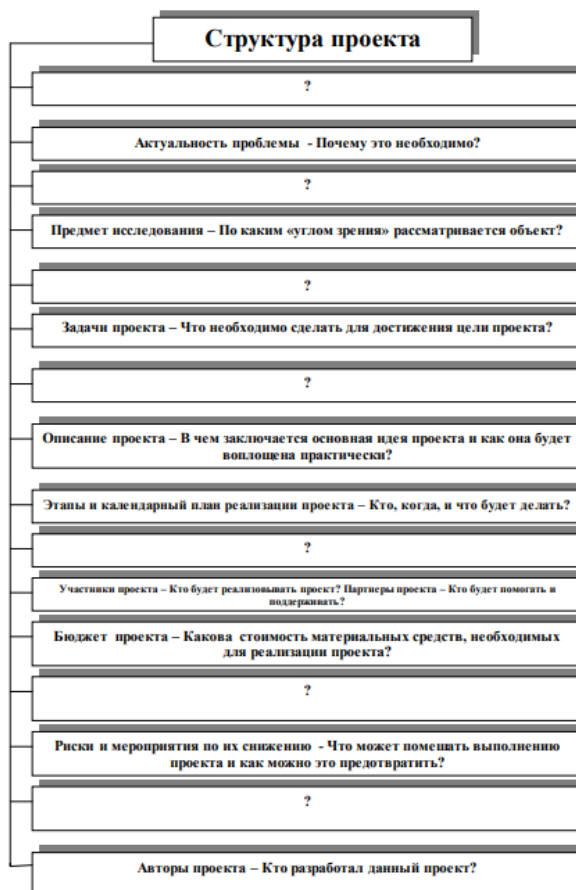 Структура проекта
?
Актуальность проблемы - Почему это необходимо?
?
Предмет исследования – По каким «углом зрения» рассматривается объект?
?
Задачи проекта – Что необходимо сделать для достижения цели проекта?
?
Описание проекта – В чем заключается основная идея проекта и как она будет
воплощена практически?
Этапы и календарный план реализации проекта – Кто, когда, и что будет делать?
?
Участники проекта – Кто будет реализовывать проект? Партнеры проекта – Кто будет помогать и
поддерживать?
Бюджет проекта – Какова стоимость материальных средств, необходимых
для реализации проекта?
?
Риски и мероприятия по их снижению - Что может помешать выполнению
проекта и как можно это предотвратить?
?
Авторы проекта – Кто разработал данный проект?